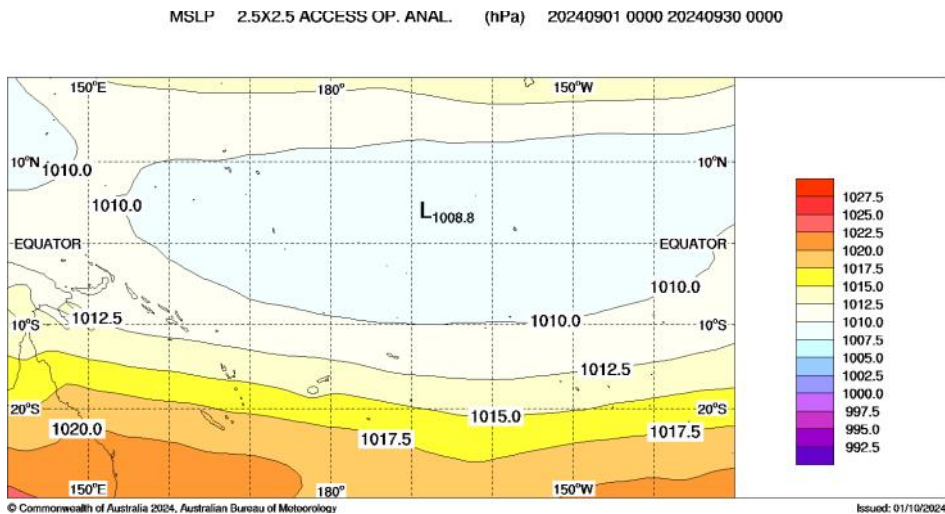 MSLP 2.5X2.5 ACCESS OP. ANAL. (hPa) 20240901 0000 20240930 0000
150°E 180° 150°W
10°N 10°N
1010.0
1010.0
L1008.8
EQUATOR EQUATOR
1010.0
1012.5
10°S 1010.0 10°S
1012.5
20°S 1015.0 20°S
1020.0 1017.5 1017.5
150°E 180° 150°W
1027.5
1025.0
1022.5
1020.0
1017.5
1015.0
1012.5
1010.0
1007.5
1005.0
1002.5
1000.0
997.5
995.0
992.5
© Commonwealth of Australia 2024, Australian Bureau of Meteorology
Issued: 01/10/2024